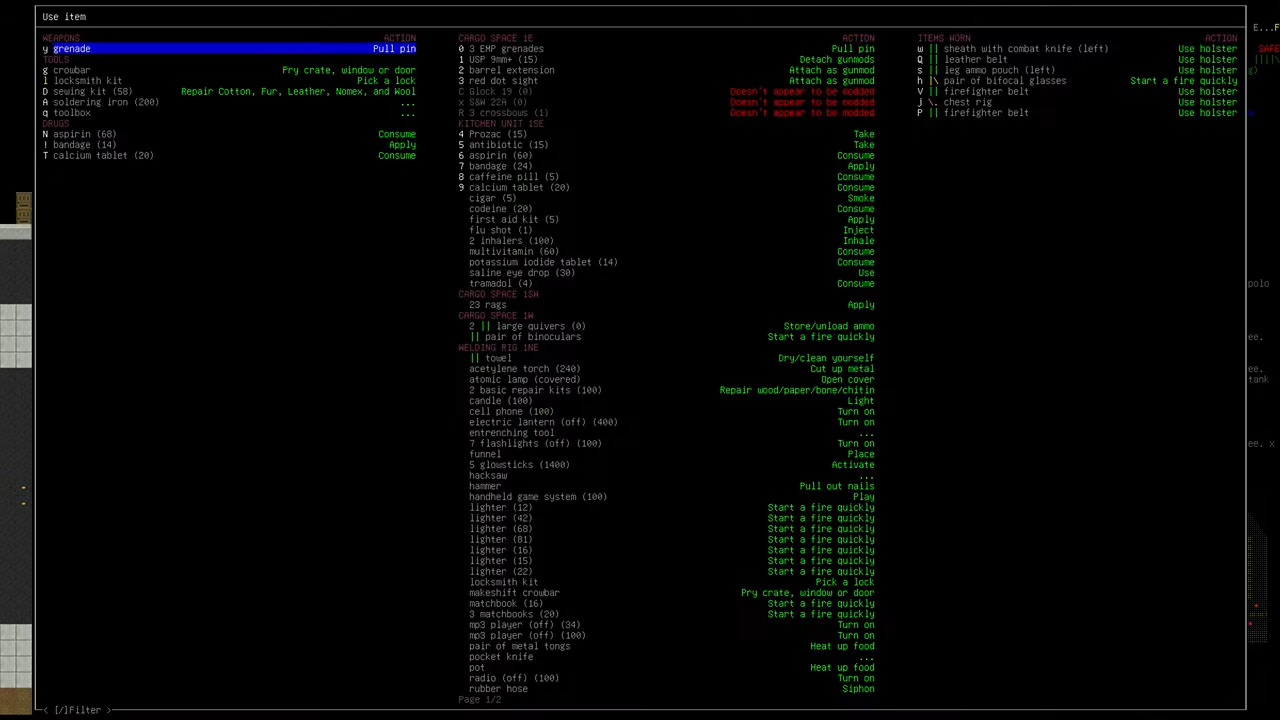 Use item
WEAPONS ACTION
y grenade Pull pin
TOOLS
g crowbar Pry crate, window or door
l locksmith kit Pick a lock
D sewing kit (58) Repair Cotton, Fur, Leather, Nomex, and Wool
A soldering iron (200) ...
q toolbox ...
DRUGS
N aspirin (68) Consume
! bandage (14) Apply
T calcium tablet (20) Consume
CARGO SPACE 1E ACTION
0 3 EMP grenades Pull pin
1 USP 9mm+ (15) Detach gunmods
2 barrel extension Attach as gunmod
3 red dot sight Attach as gunmod
C Glock 19 (0) Doesn't appear to be modded
x S&W 22A (0) Doesn't appear to be modded
R 3 crossbows (1) Doesn't appear to be modded
KITCHEN UNIT 1SE
4 Prozac (15) Take
5 antibiotic (15) Take
6 aspirin (60) Consume
7 bandage (24) Apply
8 caffeine pill (5) Consume
9 calcium tablet (20) Consume
cigar (5) Smoke
codeine (20) Consume
first aid kit (5) Apply
flu shot (1) Inject
2 inhalers (100) Inhale
multivitamin (60) Consume
potassium iodide tablet (14) Consume
saline eye drop (30) Use
tramadol (4) Consume
CARGO SPACE 1SW
23 rags Apply
CARGO SPACE 1W
2 || large quivers (0) Store/unload ammo
|| pair of binoculars Start a fire quickly
WELDING RIG 1NE
|| towel Dry/clean yourself
acetylene torch (240) Cut up metal
atomic lamp (covered) Open cover
2 basic repair kits (100) Repair wood/paper/bone/chitin
candle (100) Light
cell phone (100) Turn on
electric lantern (off) (400) Turn on
entrenching tool ...
7 flashlights (off) (100) Turn on
funnel Place
5 glowsticks (1400) Activate
hacksaw ...
hammer Pull out nails
handheld game system (100) Play
lighter (12) Start a fire quickly
lighter (42) Start a fire quickly
lighter (68) Start a fire quickly
lighter (81) Start a fire quickly
lighter (16) Start a fire quickly
lighter (15) Start a fire quickly
lighter (22) Start a fire quickly
locksmith kit Pick a lock
makeshift crowbar Pry crate, window or door
matchbook (16) Start a fire quickly
3 matchbooks (20) Start a fire quickly
mp3 player (off) (34) Turn on
mp3 player (off) (100) Turn on
pair of metal tongs Heat up food
pocket knife ...
pot Heat up food
radio (off) (100) Turn on
rubber hose Siphon
Page 1/2
ITEMS WORN ACTION
w || sheath with combat knife (left) Use holster
Q || leather belt Use holster
s || leg ammo pouch (left) Use holster
h |\ pair of bifocal glasses Start a fire quickly
V || firefighter belt Use holster
j \. chest rig Use holster
P || firefighter belt Use holster
E...F
SAFE
polo
ee.
ee.
tank
ee. x
< [/]Filter >